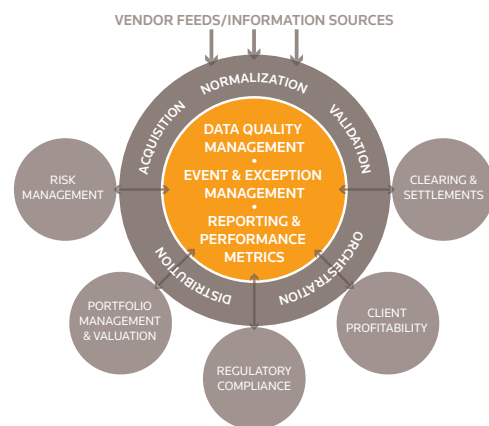 VENDOR FEEDS/INFORMATION SOURCES
ACQUISITION
NORMALIZATION
VALIDATION
DATA QUALITY
MANAGEMENT
•
EVENT & EXCEPTION
MANAGEMENT
•
REPORTING &
PERFORMANCE
METRICS
RISK
MANAGEMENT
CLEARING &
SETTLEMENTS
DISTRIBUTION
ORCHESTRATION
PORTFOLIO
MANAGEMENT
& VALUATION
CLIENT
PROFITABILITY
REGULATORY
COMPLIANCE